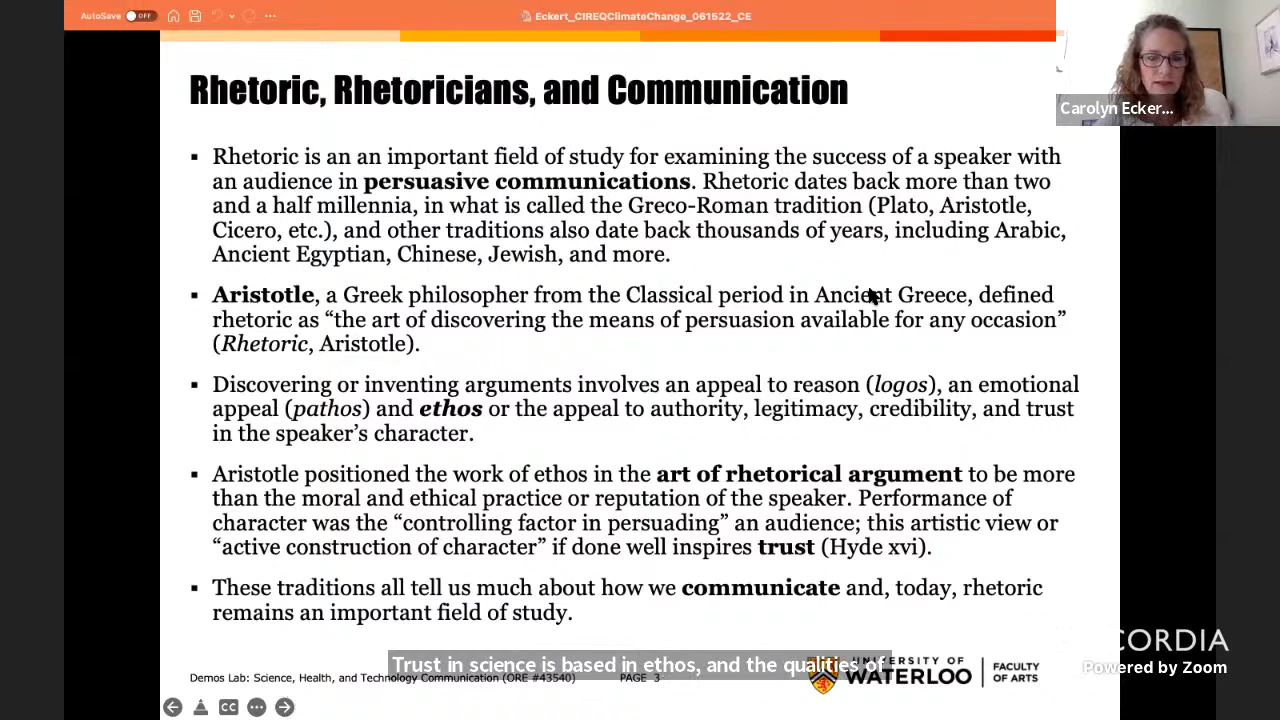 AutoSave OFF
Eckert_CIREQClimateChange_061522_CE
Carolyn Ecker...
Rhetoric, Rhetoricians, and Communication
▪ Rhetoric is an an important field of study for examining the success of a speaker with
an audience in persuasive communications. Rhetoric dates back more than two
and a half millennia, in what is called the Greco-Roman tradition (Plato, Aristotle,
Cicero, etc.), and other traditions also date back thousands of years, including Arabic,
Ancient Egyptian, Chinese, Jewish, and more.
▪ Aristotle, a Greek philosopher from the Classical period in Ancient Greece, defined
rhetoric as “the art of discovering the means of persuasion available for any occasion”
(Rhetoric, Aristotle).
▪ Discovering or inventing arguments involves an appeal to reason (logos), an emotional
appeal (pathos) and ethos or the appeal to authority, legitimacy, credibility, and trust
in the speaker’s character.
▪ Aristotle positioned the work of ethos in the art of rhetorical argument to be more
than the moral and ethical practice or reputation of the speaker. Performance of
character was the “controlling factor in persuading” an audience; this artistic view or
“active construction of character” if done well inspires trust (Hyde xvi).
▪ These traditions all tell us much about how we communicate and, today, rhetoric
remains an important field of study.
Trust in science is based in ethos, and the qualities of
Demos Lab: Science, Health, and Technology Communication (ORE #43540) PAGE 3
UNIVERSITY OF
WATERLOO
FACULTY
OF ARTS
CORDIA
Powered by Zoom
CC